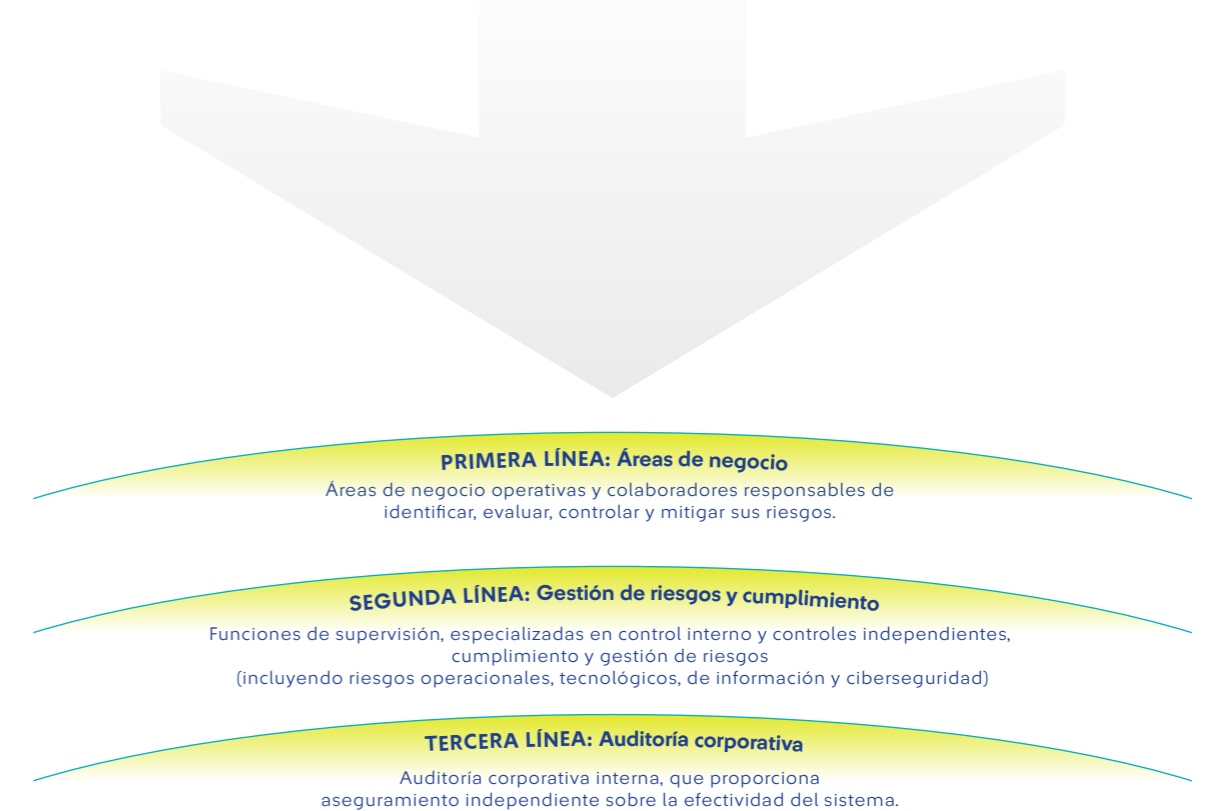 PRIMERA LÍNEA: Áreas de negocio
Áreas de negocio operativas y colaboradores responsables de
identificar, evaluar, controlar y mitigar sus riesgos.
SEGUNDA LÍNEA: Gestión de riesgos y cumplimiento
Funciones de supervisión, especializadas en control interno y controles independientes,
cumplimiento y gestión de riesgos
(incluyendo riesgos operacionales, tecnológicos, de información y ciberseguridad)
TERCERA LÍNEA: Auditoría corporativa
Auditoría corporativa interna, que proporciona
aseguramiento independiente sobre la efectividad del sistema.